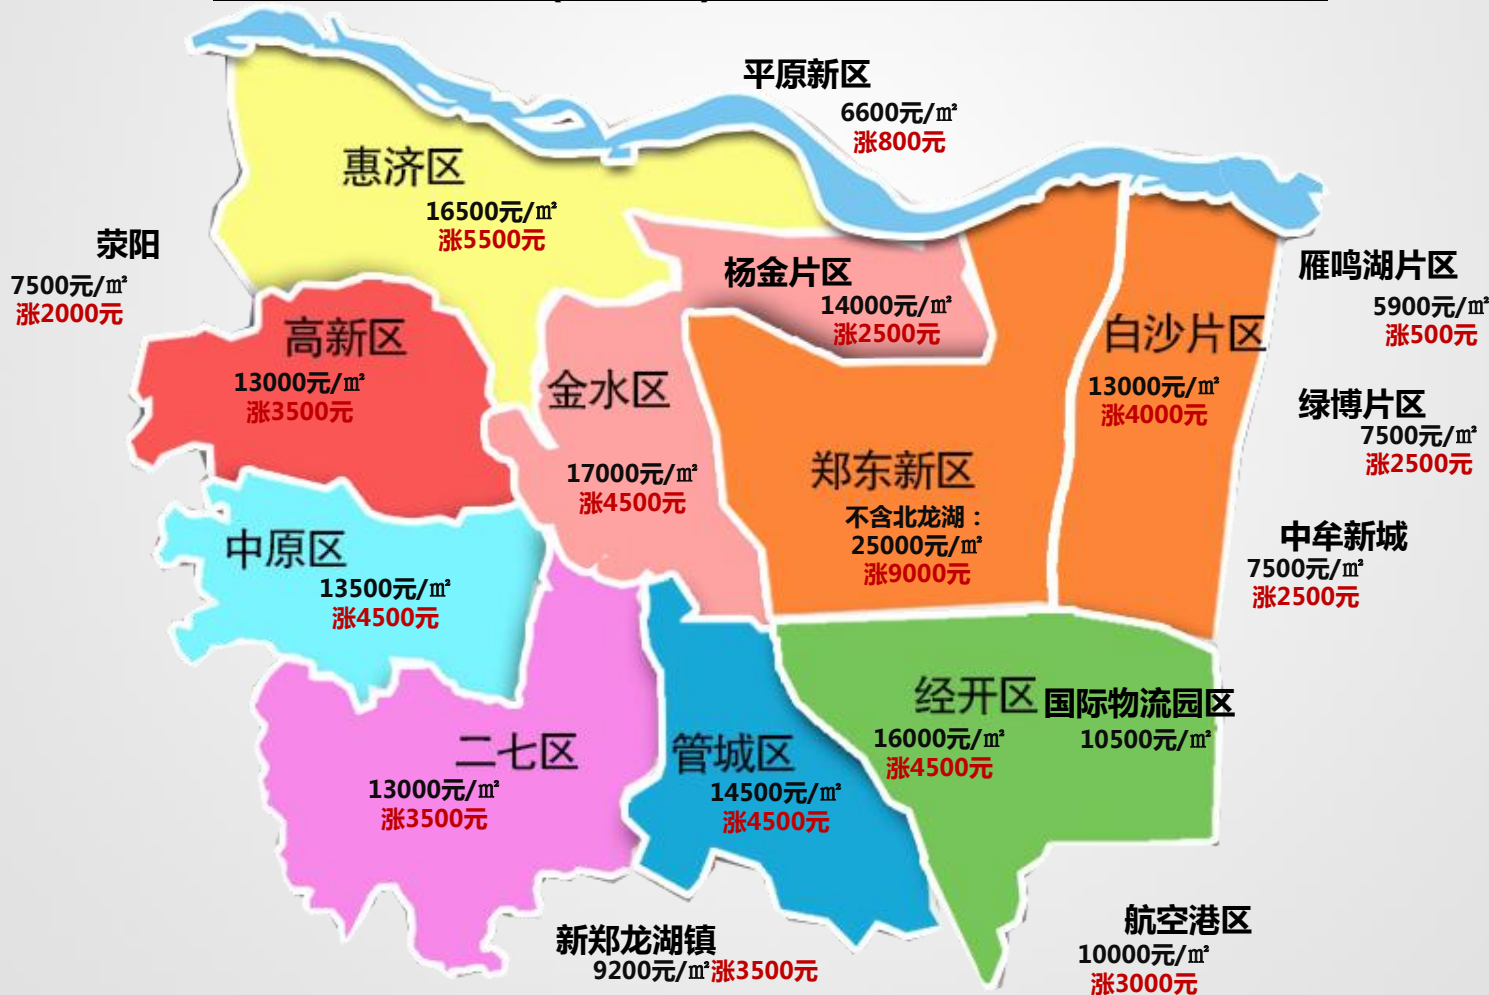 平原新区
6600元/㎡
涨800元
惠济区
16500元/㎡
涨5500元
荥阳
7500元/㎡
涨2000元
杨金片区
14000元/㎡
涨2500元
雁鸣湖片区
5900元/㎡
涨500元
高新区
13000元/㎡
涨3500元
白沙片区
13000元/㎡
涨4000元
金水区
17000元/㎡
涨4500元
绿博片区
7500元/㎡
涨2500元
郑东新区
不含北龙湖：
25000元/㎡
涨9000元
中原区
13500元/㎡
涨4500元
中牟新城
7500元/㎡
涨2500元
经开区
16000元/㎡
涨4500元
国际物流园区
10500元/㎡
二七区
13000元/㎡
涨3500元
管城区
14500元/㎡
涨4500元
新郑龙湖镇
9200元/㎡涨3500元
航空港区
10000元/㎡
涨3000元